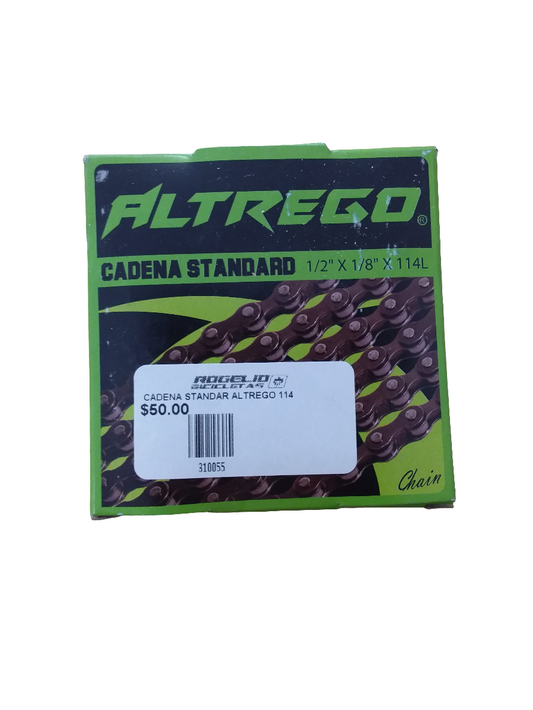 ALTREGO®
CADENA STANDARD 1/2" X 1/8" X 114L
ROGELIO
BICICLETAS
CADENA STANDAR ALTREGO 114
$50.00
310055
Chain